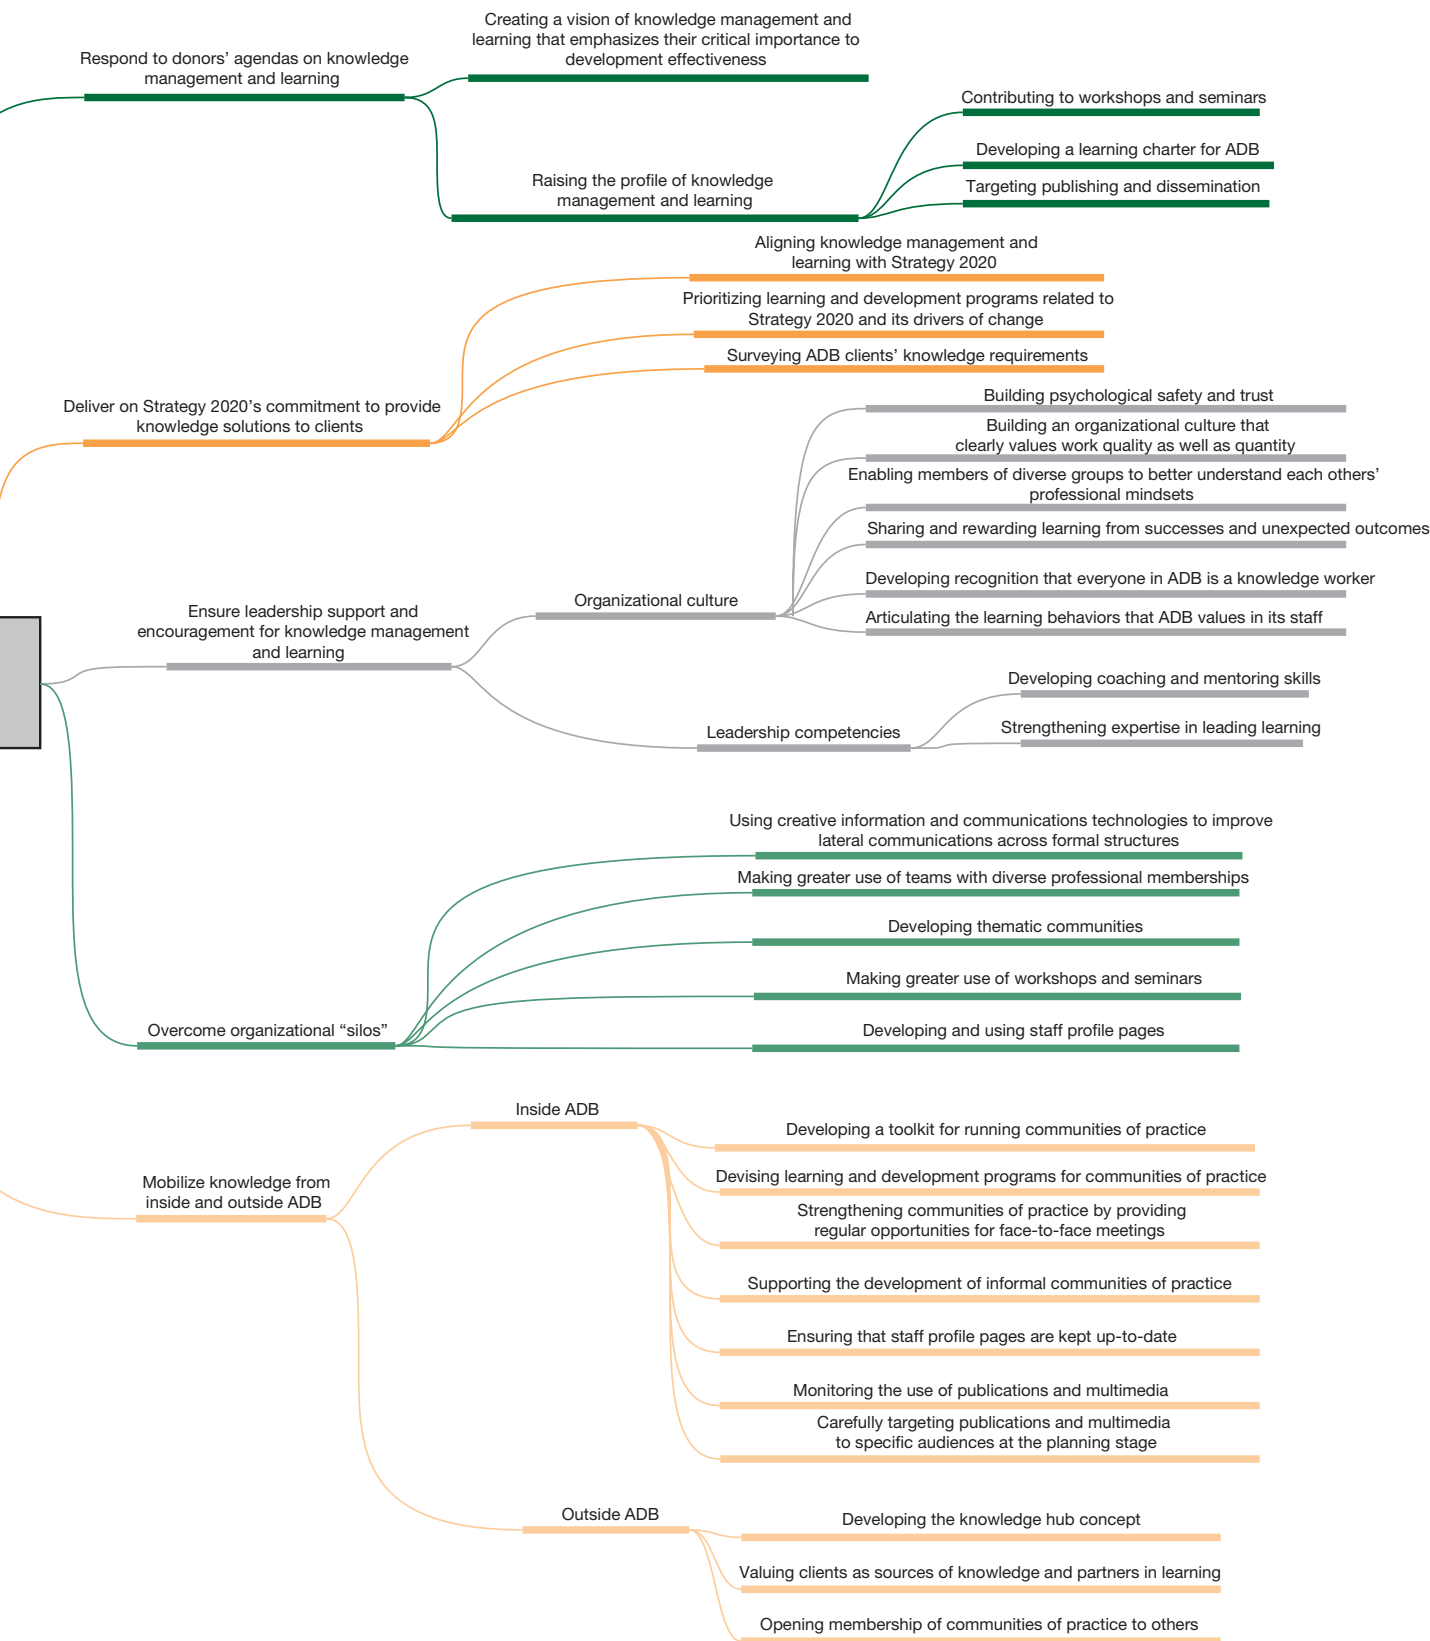 Creating a vision of knowledge management and
learning that emphasizes their critical importance to
development effectiveness
Respond to donors’ agendas on knowledge
management and learning
Contributing to workshops and seminars
Developing a learning charter for ADB
Raising the profile of knowledge
management and learning
Targeting publishing and dissemination
Aligning knowledge management and
learning with Strategy 2020
Prioritizing learning and development programs related to
Strategy 2020 and its drivers of change
Surveying ADB clients’ knowledge requirements
Deliver on Strategy 2020’s commitment to provide
knowledge solutions to clients
Building psychological safety and trust
Building an organizational culture that
clearly values work quality as well as quantity
Enabling members of diverse groups to better understand each others’
professional mindsets
Sharing and rewarding learning from successes and unexpected outcomes
Developing recognition that everyone in ADB is a knowledge worker
Articulating the learning behaviors that ADB values in its staff
Organizational culture
Ensure leadership support and
encouragement for knowledge management
and learning
Developing coaching and mentoring skills
Leadership competencies
Strengthening expertise in leading learning
Using creative information and communications technologies to improve
lateral communications across formal structures
Making greater use of teams with diverse professional memberships
Developing thematic communities
Making greater use of workshops and seminars
Overcome organizational “silos”
Developing and using staff profile pages
Inside ADB
Developing a toolkit for running communities of practice
Devising learning and development programs for communities of practice
Mobilize knowledge from
inside and outside ADB
Strengthening communities of practice by providing
regular opportunities for face-to-face meetings
Supporting the development of informal communities of practice
Ensuring that staff profile pages are kept up-to-date
Monitoring the use of publications and multimedia
Carefully targeting publications and multimedia
to specific audiences at the planning stage
Outside ADB
Developing the knowledge hub concept
Valuing clients as sources of knowledge and partners in learning
Opening membership of communities of practice to others